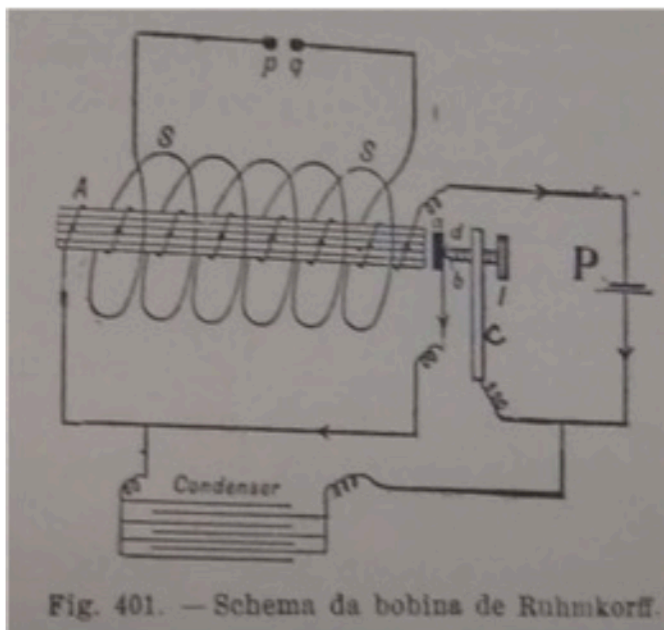 p q
S S
A
a d
P
b l
C
Condensor
Fig. 401. — Schema da bobina de Ruhmkorff.